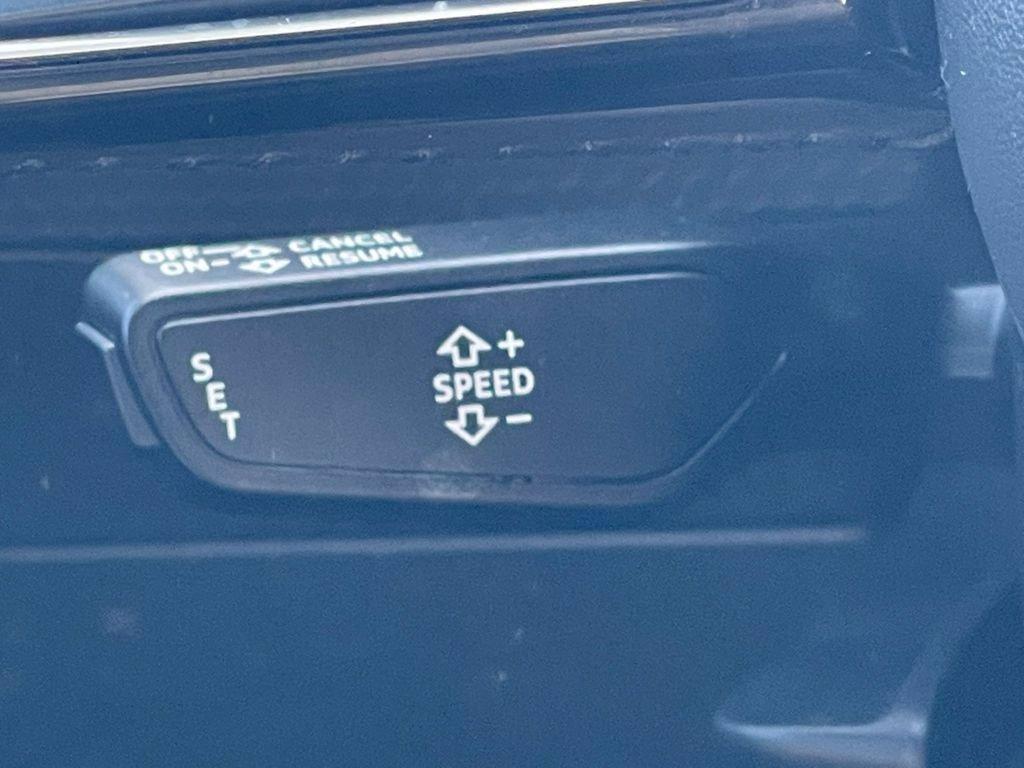 OFF CANCEL
ON RESUME
SET
+
SPEED
-